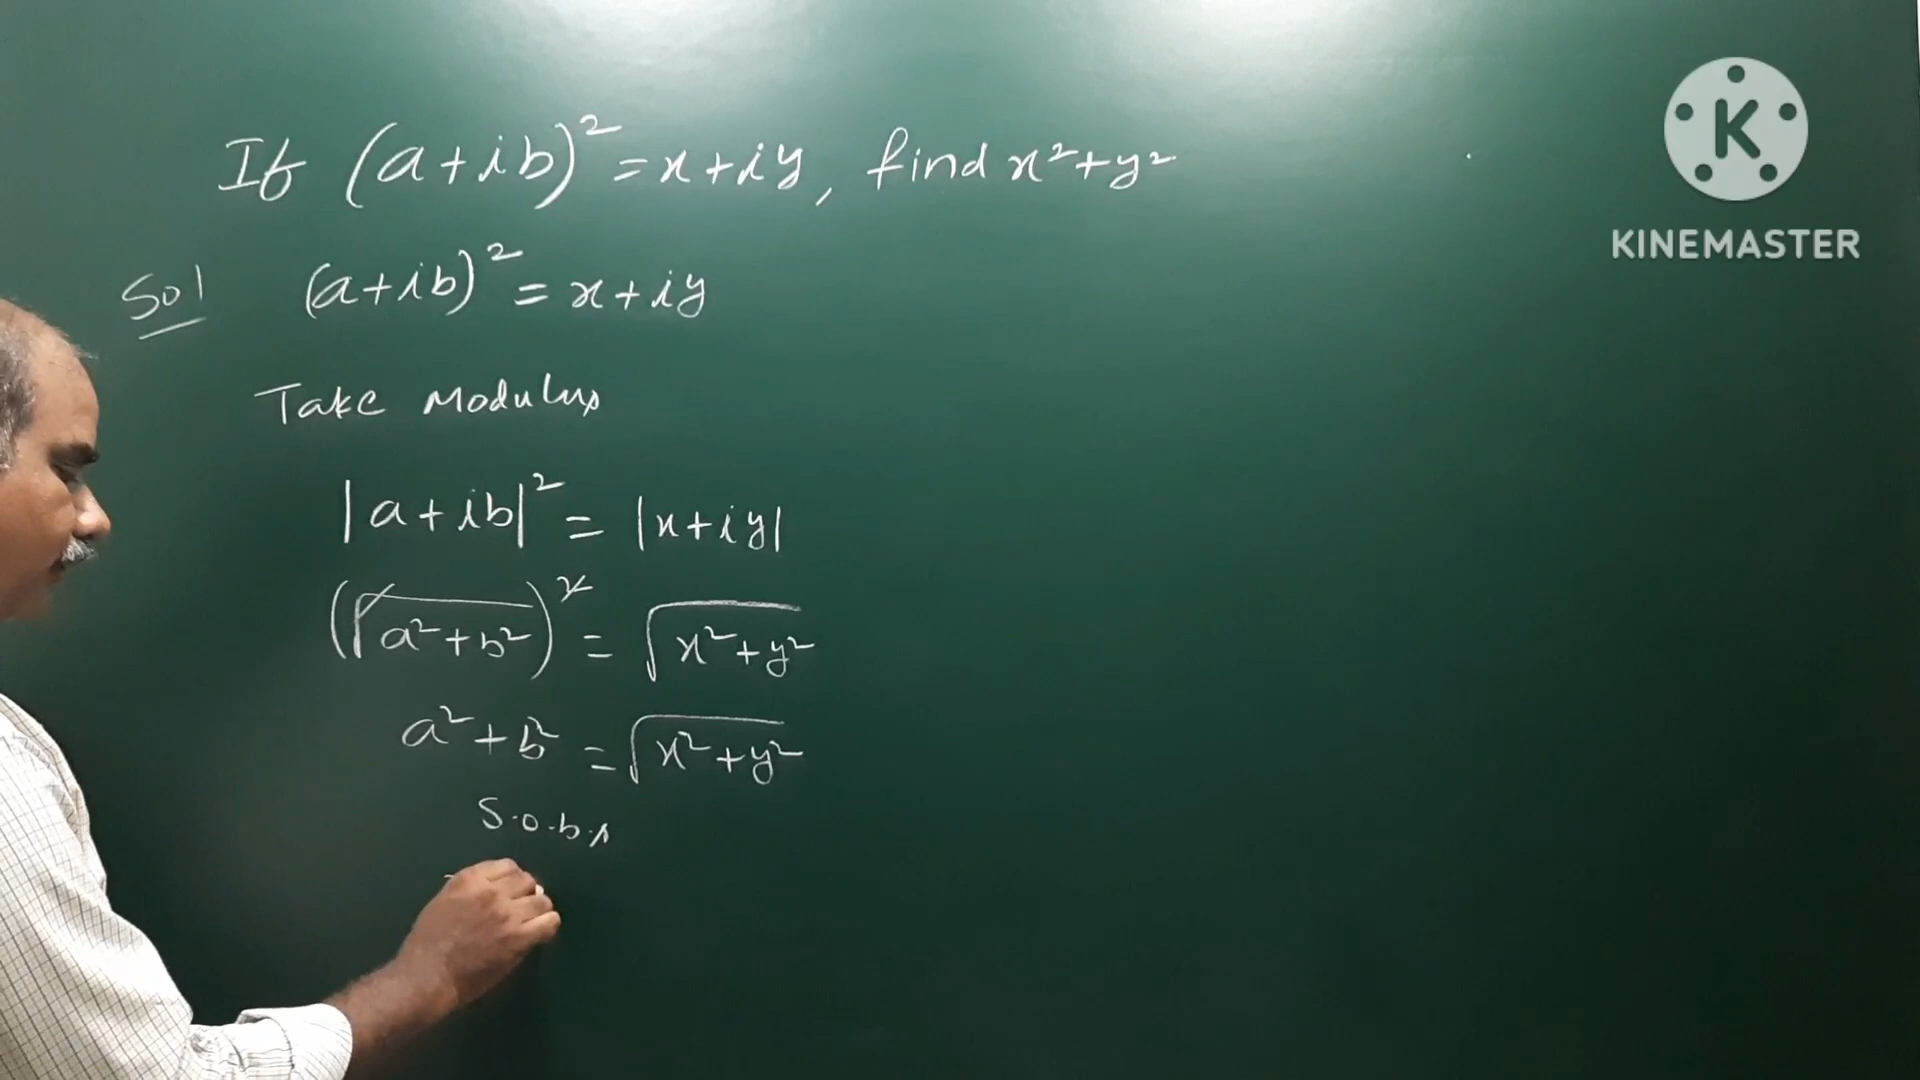 If (a+ib)² = x+iy, find x²+y²
Sol (a+ib)² = x+iy
Take Modulus
|a+ib|² = |x+iy|
(√a²+b²)² = √x²+y²
a²+b² = √x²+y²
S.o.b.s
K
KINEMASTER